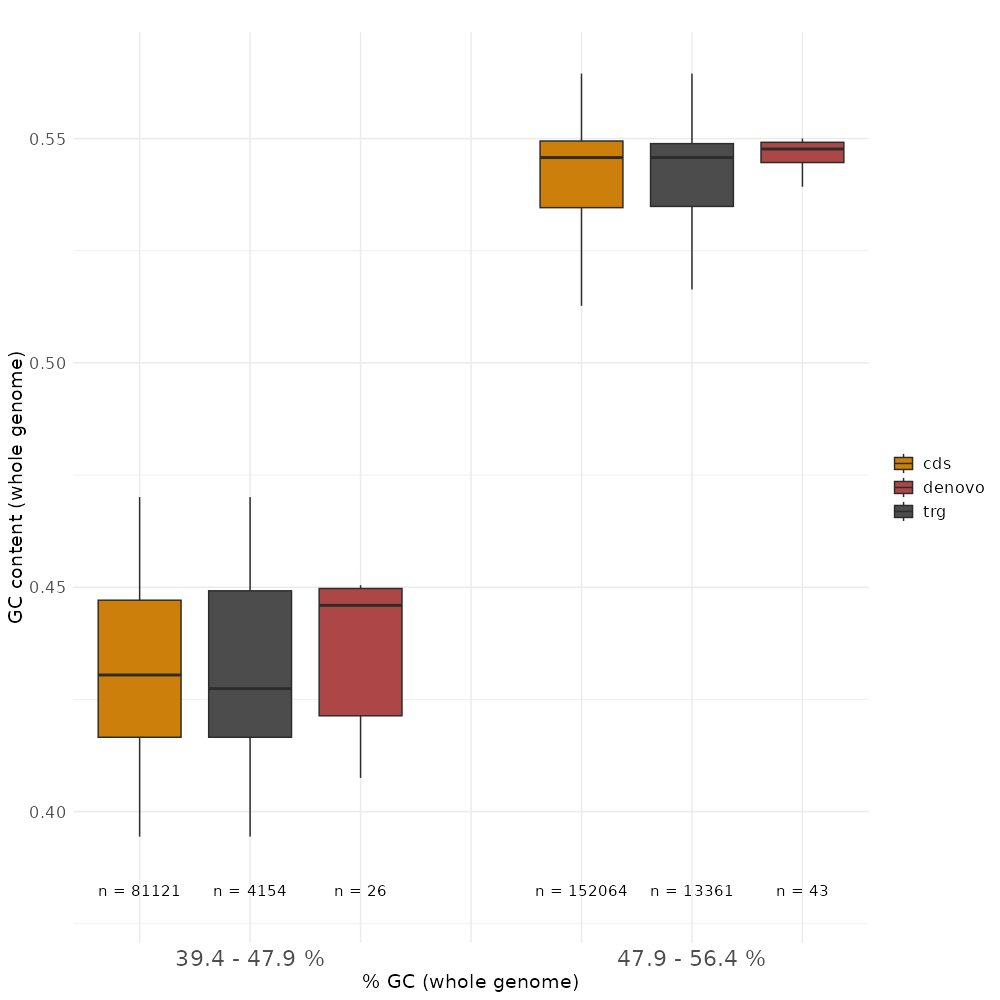 GC content (whole genome)
0.55
0.50
0.45
0.40
n = 81121
n = 4154
n = 26
n = 152064
n = 13361
n = 43
39.4 - 47.9 %
47.9 - 56.4 %
% GC (whole genome)
cds
denovo
trg